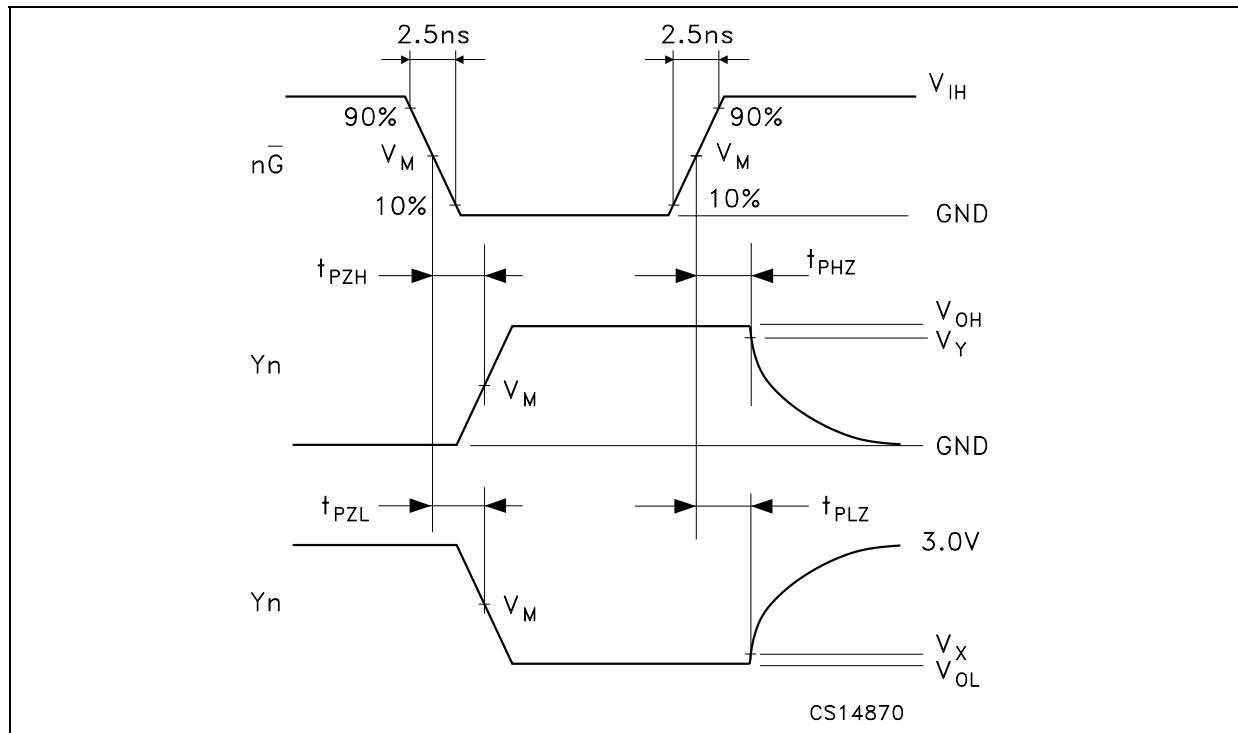 2.5ns 2.5ns
V_IH
90% 90%
nG̅ V_M V_M
10% 10%
GND
t_PZH t_PHZ
V_OH
V_Y
Yn
V_M
GND
t_PZL t_PLZ
3.0V
Yn V_M
V_X
V_OL
CS14870